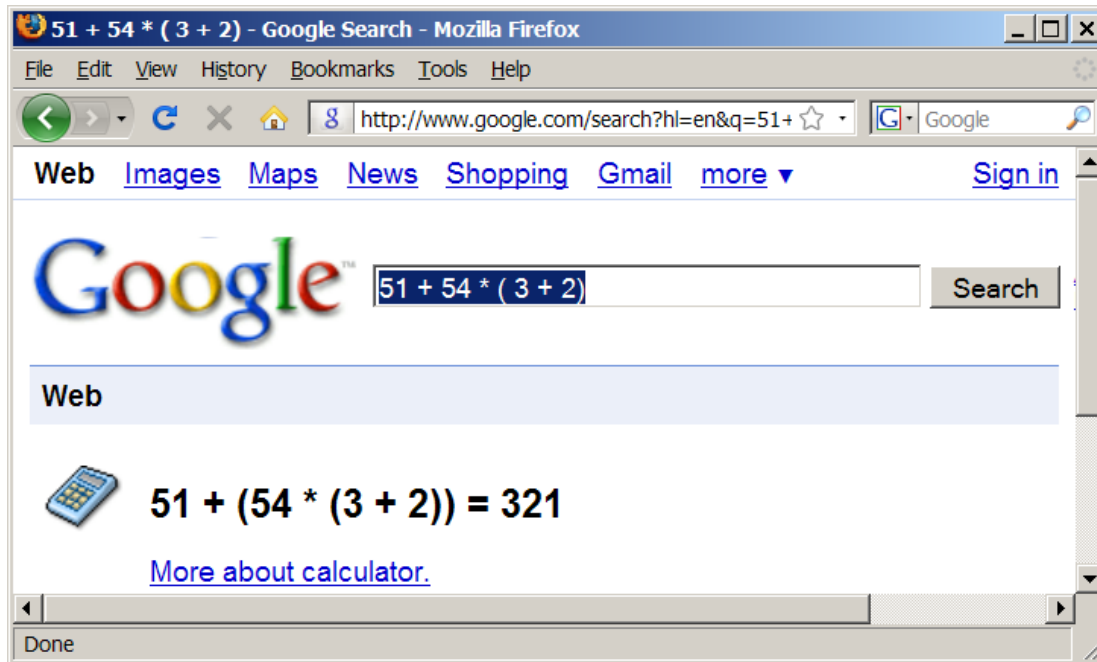 51 + 54 * ( 3 + 2) - Google Search - Mozilla Firefox
File Edit View History Bookmarks Tools Help
http://www.google.com/search?hl=en&q=51+ Google
Web Images Maps News Shopping Gmail more ▼ Sign in
Google™ 51 + 54 * ( 3 + 2) Search
Web
51 + (54 * (3 + 2)) = 321
More about calculator.
Done